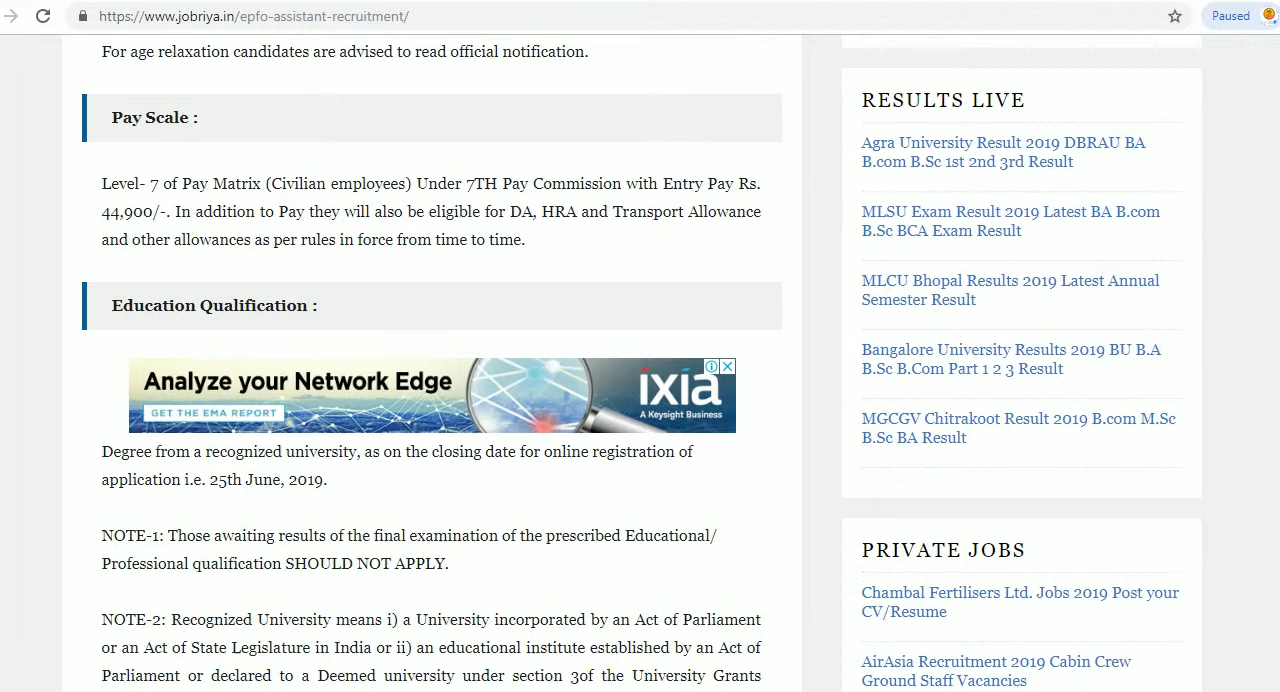 https://www.jobriya.in/epfo-assistant-recruitment/
Paused
For age relaxation candidates are advised to read official notification.
Pay Scale :
Level- 7 of Pay Matrix (Civilian employees) Under 7TH Pay Commission with Entry Pay Rs.
44,900/-. In addition to Pay they will also be eligible for DA, HRA and Transport Allowance
and other allowances as per rules in force from time to time.
Education Qualification :
Analyze your Network Edge
GET THE EMA REPORT
ixia
A Keysight Business
Degree from a recognized university, as on the closing date for online registration of
application i.e. 25th June, 2019.
NOTE-1: Those awaiting results of the final examination of the prescribed Educational/
Professional qualification SHOULD NOT APPLY.
NOTE-2: Recognized University means i) a University incorporated by an Act of Parliament
or an Act of State Legislature in India or ii) an educational institute established by an Act of
Parliament or declared to a Deemed university under section 3of the University Grants
RESULTS LIVE
Agra University Result 2019 DBRAU BA
B.com B.Sc 1st 2nd 3rd Result
MLSU Exam Result 2019 Latest BA B.com
B.Sc BCA Exam Result
MLCU Bhopal Results 2019 Latest Annual
Semester Result
Bangalore University Results 2019 BU B.A
B.Sc B.Com Part 1 2 3 Result
MGCGV Chitrakoot Result 2019 B.com M.Sc
B.Sc BA Result
PRIVATE JOBS
Chambal Fertilisers Ltd. Jobs 2019 Post your
CV/Resume
AirAsia Recruitment 2019 Cabin Crew
Ground Staff Vacancies